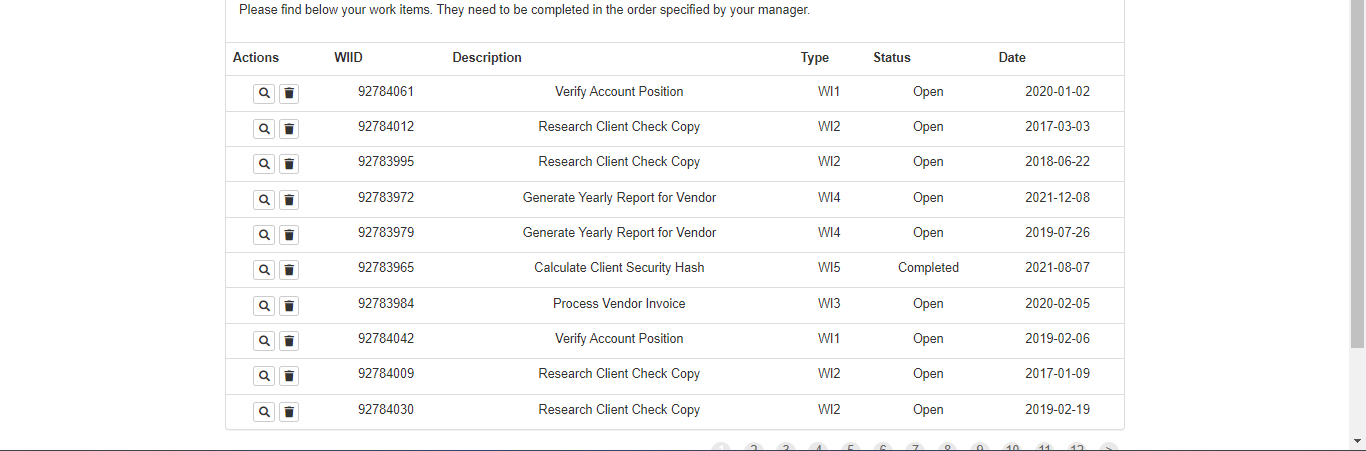 Please find below your work items. They need to be completed in the order specified by your manager.
Actions WIID Description Type Status Date
92784061 Verify Account Position WI1 Open 2020-01-02
92784012 Research Client Check Copy WI2 Open 2017-03-03
92783995 Research Client Check Copy WI2 Open 2018-06-22
92783972 Generate Yearly Report for Vendor WI4 Open 2021-12-08
92783979 Generate Yearly Report for Vendor WI4 Open 2019-07-26
92783965 Calculate Client Security Hash WI5 Completed 2021-08-07
92783984 Process Vendor Invoice WI3 Open 2020-02-05
92784042 Verify Account Position WI1 Open 2019-02-06
92784009 Research Client Check Copy WI2 Open 2017-01-09
92784030 Research Client Check Copy WI2 Open 2019-02-19
1 2 3 4 5 6 7 8 9 10 11 12 >